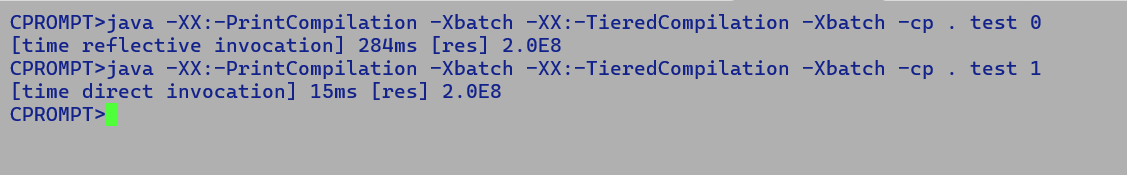 CPROMPT>java -XX:-PrintCompilation -Xbatch -XX:-TieredCompilation -Xbatch -cp . test 0
[time reflective invocation] 284ms [res] 2.0E8
CPROMPT>java -XX:-PrintCompilation -Xbatch -XX:-TieredCompilation -Xbatch -cp . test 1
[time direct invocation] 15ms [res] 2.0E8
CPROMPT>